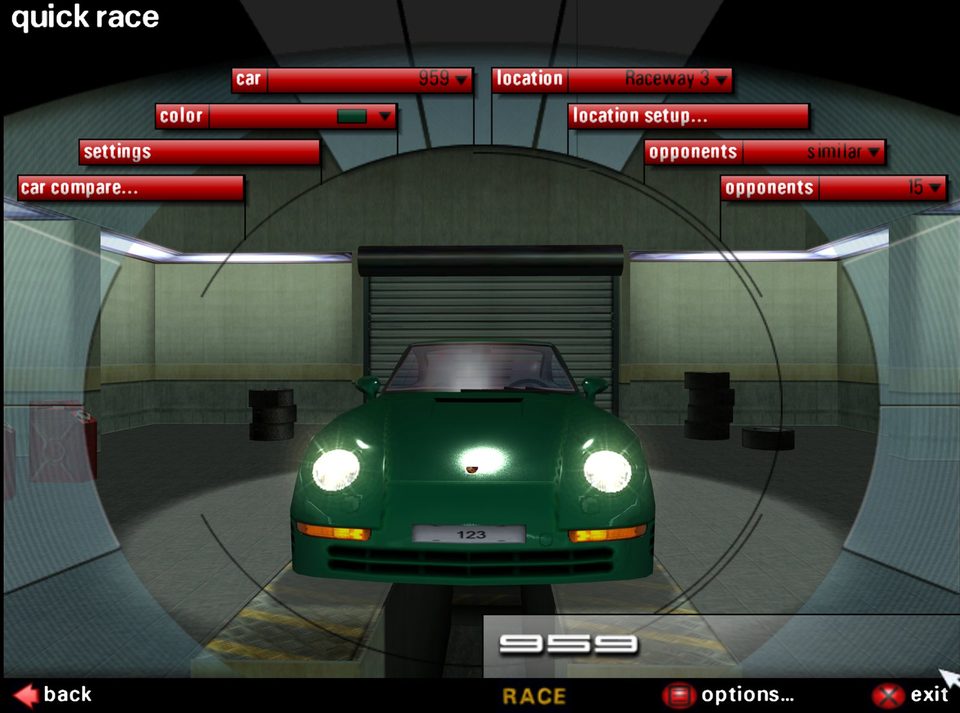 quick race
car 959
location Raceway 3
color
location setup...
settings
opponents similar
car compare...
opponents 15
123
959
back
RACE
options...
exit